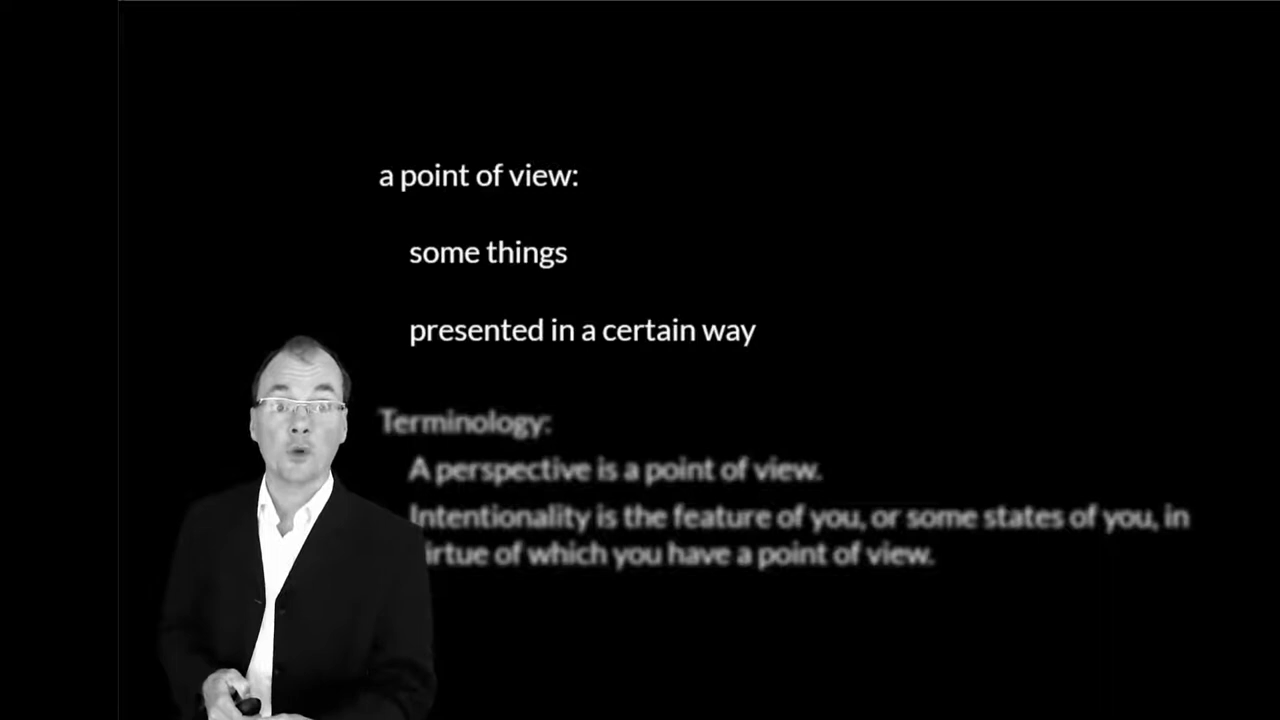 a point of view:
some things
presented in a certain way
Terminology:
A perspective is a point of view.
Intentionality is the feature of you, or some states of you, in
of which you have a point of view.